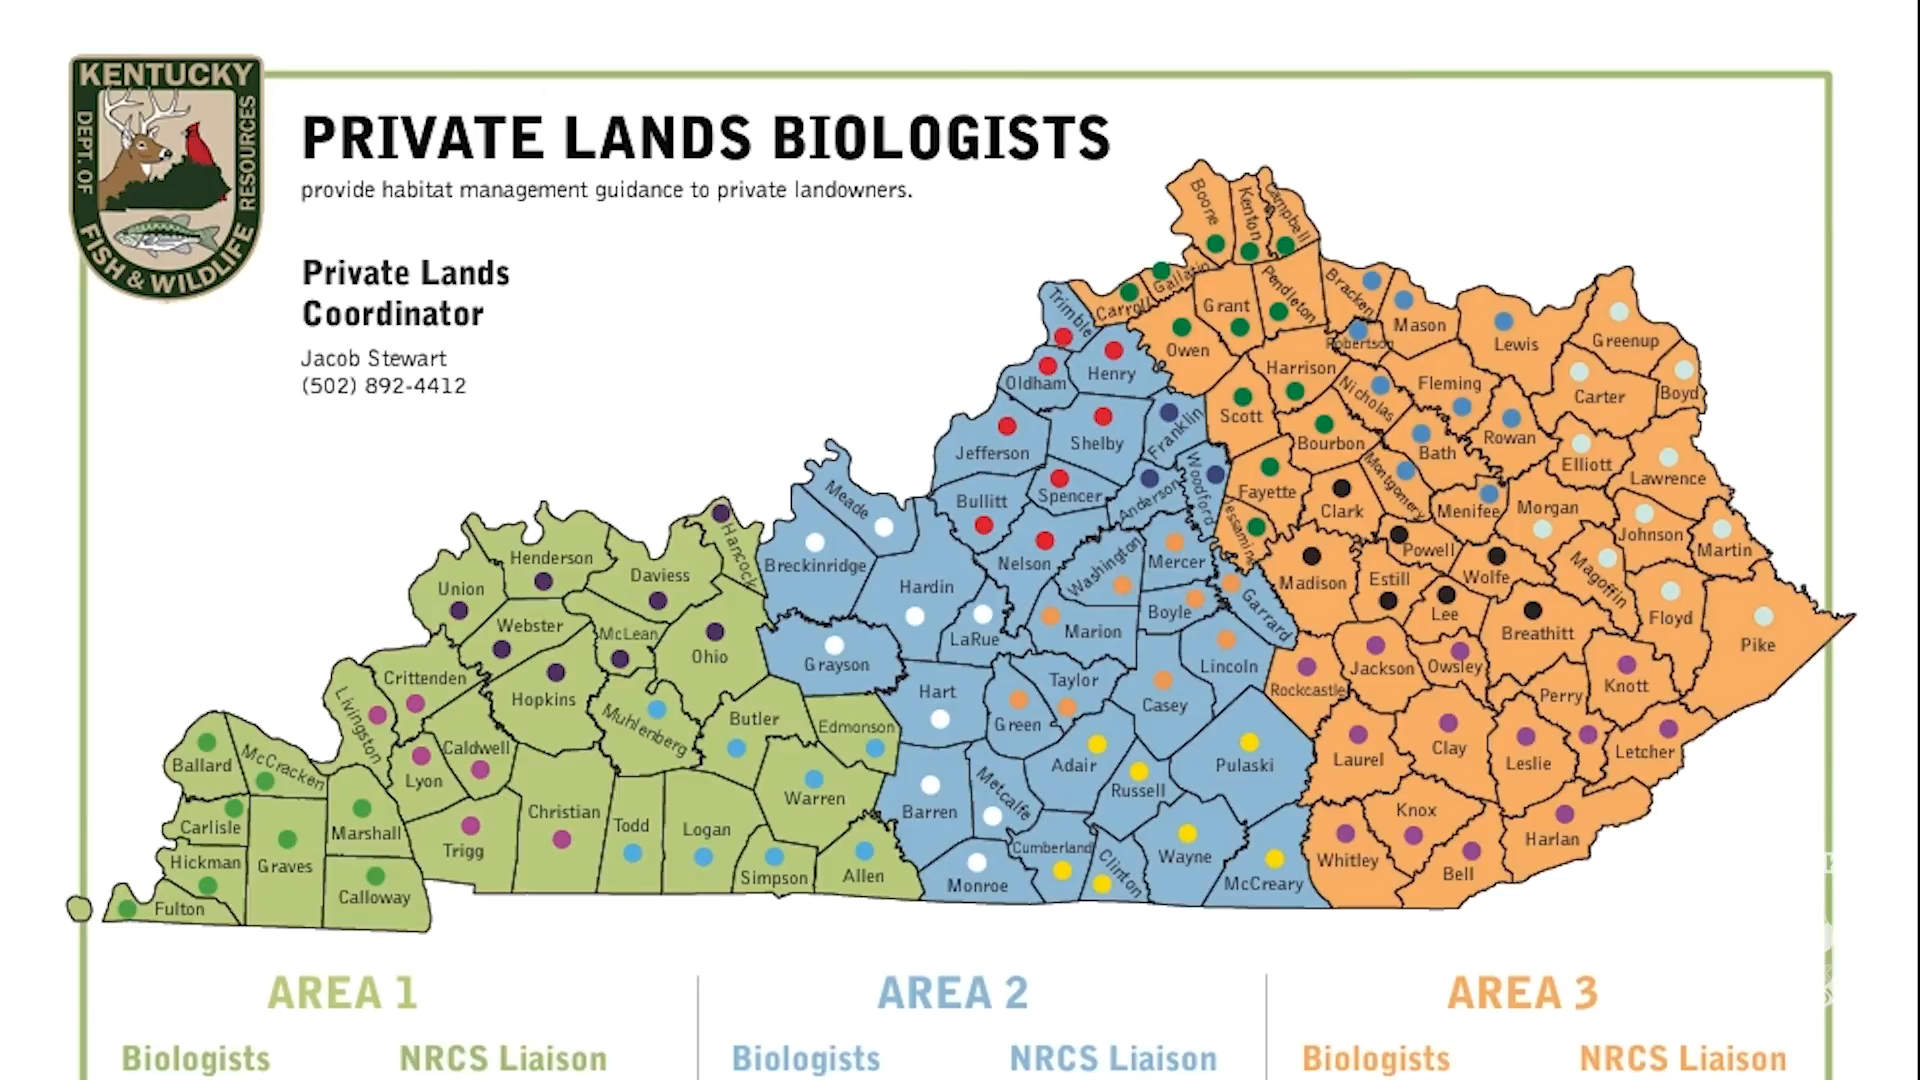 KENTUCKY
DEPT. OF
FISH & WILDLIFE
RESOURCES
PRIVATE LANDS BIOLOGISTS
provide habitat management guidance to private landowners.
Private Lands
Coordinator
Jacob Stewart
(502) 892-4412
Boone
Kenton
Campbell
Gallatin
Carroll
Trimble
Grant
Pendleton
Bracken
Mason
Robertson
Lewis
Greenup
Owen
Henry
Oldham
Harrison
Nicholas
Fleming
Carter
Boyd
Scott
Franklin
Shelby
Jefferson
Bourbon
Bath
Rowan
Elliott
Lawrence
Meade
Bullitt
Spencer
Anderson
Woodford
Fayette
Clark
Montgomery
Menifee
Morgan
Johnson
Martin
Hancock
Henderson
Daviess
Union
Breckinridge
Hardin
Nelson
Washington
Mercer
Jessamine
Madison
Estill
Powell
Wolfe
Magoffin
Floyd
Pike
Webster
McLean
Ohio
Grayson
LaRue
Marion
Boyle
Garrard
Lee
Breathitt
Crittenden
Hopkins
Livingston
Muhlenberg
Butler
Edmonson
Hart
Green
Taylor
Casey
Lincoln
Rockcastle
Jackson
Owsley
Perry
Knott
Letcher
Ballard
McCracken
Lyon
Caldwell
Warren
Barren
Metcalfe
Adair
Russell
Pulaski
Laurel
Clay
Leslie
Carlisle
Hickman
Graves
Marshall
Trigg
Christian
Todd
Logan
Simpson
Allen
Monroe
Cumberland
Clinton
Wayne
McCreary
Whitley
Knox
Bell
Harlan
Fulton
Calloway
AREA 1
AREA 2
AREA 3
Biologists
NRCS Liaison
Biologists
NRCS Liaison
Biologists
NRCS Liaison